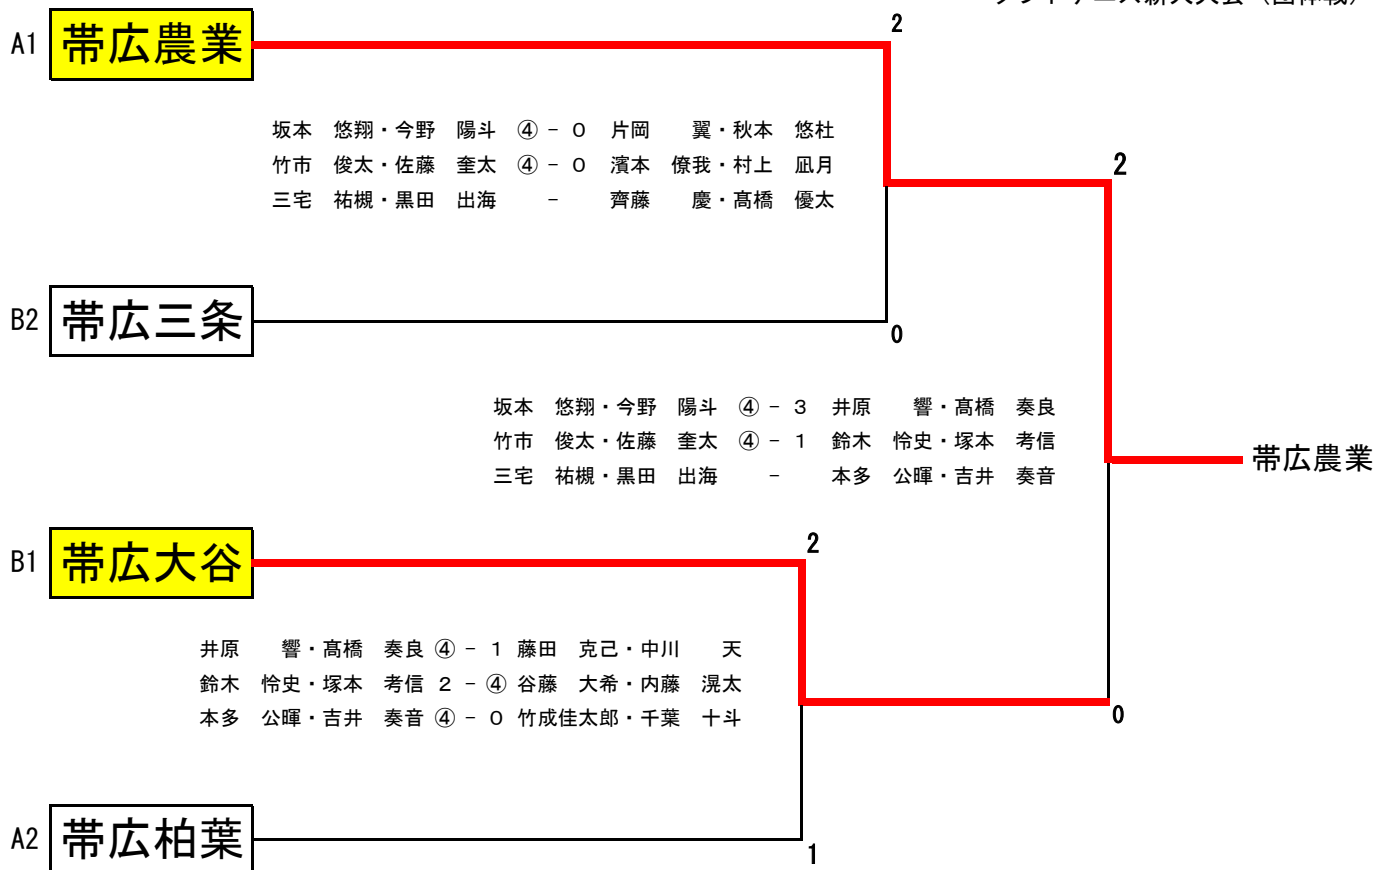 2
A1 帯広農業
坂本 悠翔・今野 陽斗 ④ - 0 片岡 翼・秋本 悠杜
竹市 俊太・佐藤 奎太 ④ - 0 濱本 僚我・村上 凪月
三宅 祐槻・黒田 出海 - 齊藤 慶・髙橋 優太
2
B2 帯広三条
0
坂本 悠翔・今野 陽斗 ④ - 3 井原 響・髙橋 奏良
竹市 俊太・佐藤 奎太 ④ - 1 鈴木 怜史・塚本 考信
三宅 祐槻・黒田 出海 - 本多 公暉・吉井 奏音
帯広農業
B1 帯広大谷
2
井原 響・髙橋 奏良 ④ - 1 藤田 克己・中川 天
鈴木 怜史・塚本 考信 2 - ④ 谷藤 大希・内藤 滉太
本多 公暉・吉井 奏音 ④ - 0 竹成佳太郎・千葉 十斗
0
A2 帯広柏葉
1